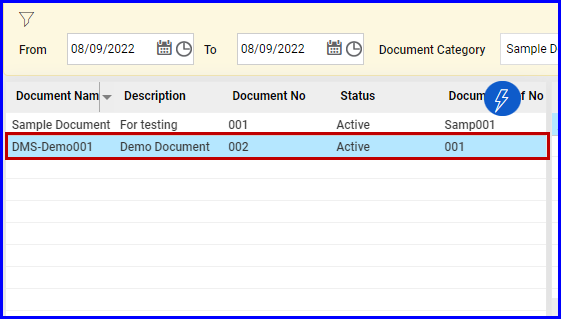 From 08/09/2022 To 08/09/2022 Document Category Sample D
Document Nam Description Document No Status Docum f No
Sample Document For testing 001 Active Samp001
DMS-Demo001 Demo Document 002 Active 001